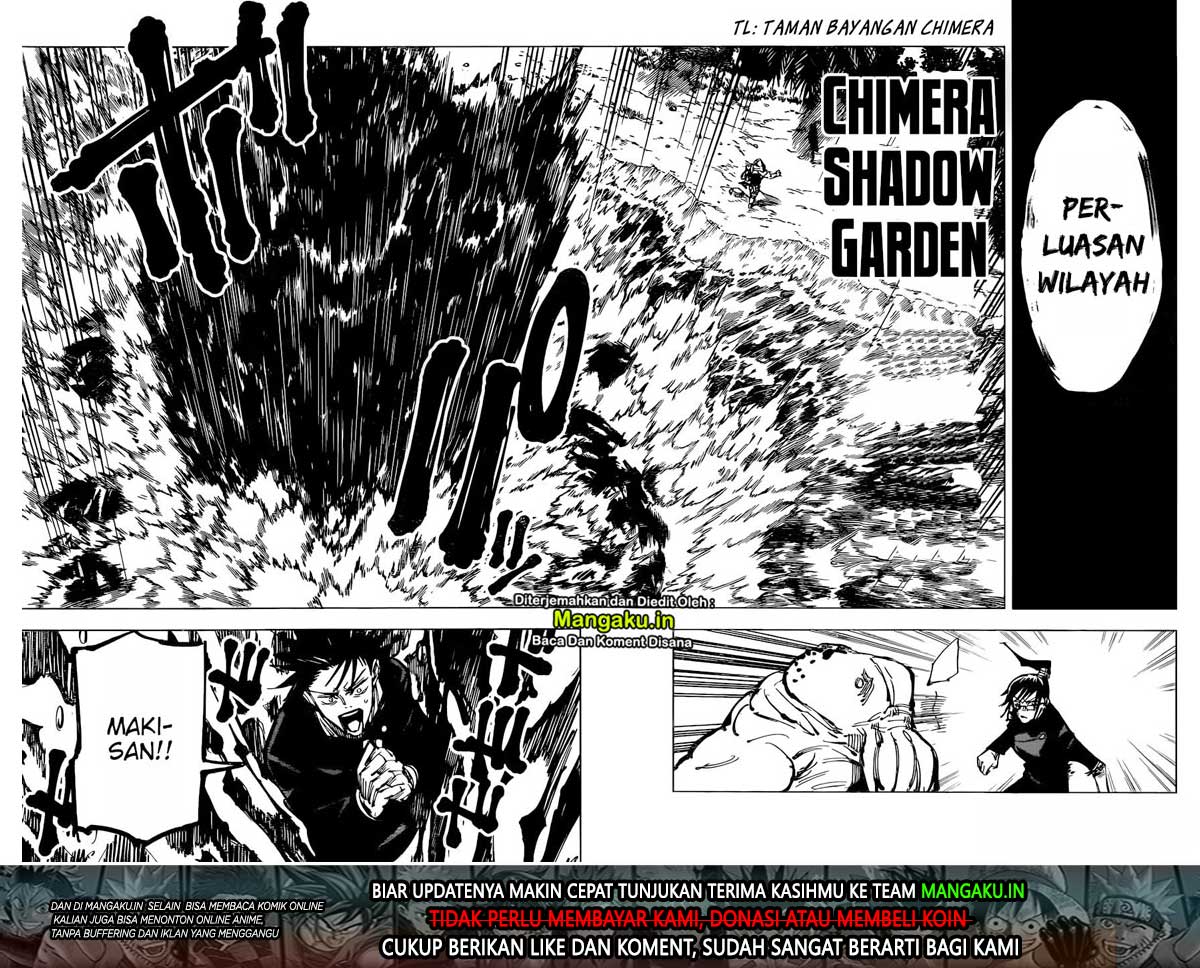 TL: TAMAN BAYANGAN CHIMERA
PER-
LUASAN
WILAYAH
CHIMERA
SHADOW
GARDEN
Diterjemahkan dan Diedit Oleh :
Mangaku.in
Baca Dan Koment Disana
MAKI-
SAN!!
DAN DI MANGAKU.IN SELAIN BISA MEMBACA KOMIK ONLINE
KALIAN JUGA BISA MENONTON ONLINE ANIME,
TANPA BUFFERING DAN IKLAN YANG MENGGANGU
BIAR UPDATENYA MAKIN CEPAT TUNJUKAN TERIMA KASIHMU KE TEAM MANGAKU.IN
TIDAK PERLU MEMBAYAR KAMI, DONASI ATAU MEMBELI KOIN
CUKUP BERIKAN LIKE DAN KOMENT, SUDAH SANGAT BERARTI BAGI KAMI